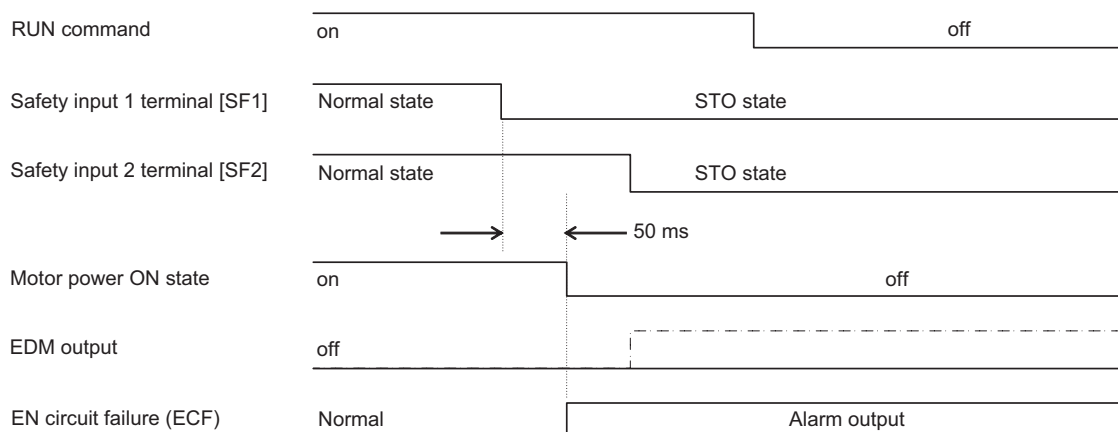 RUN command
on
off
Safety input 1 terminal [SF1]
Normal state
STO state
Safety input 2 terminal [SF2]
Normal state
STO state
50 ms
Motor power ON state
on
off
EDM output
off
EN circuit failure (ECF)
Normal
Alarm output